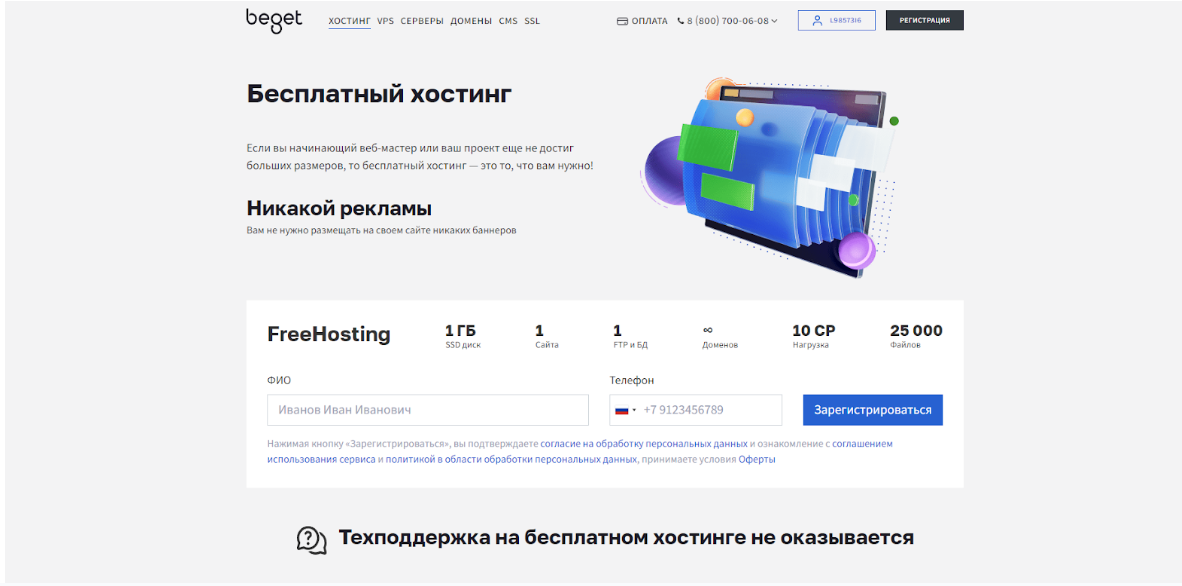 beget
ХОСТИНГ VPS СЕРВЕРЫ ДОМЕНЫ CMS SSL
ОПЛАТА 8 (800) 700-06-08
L98573I6
РЕГИСТРАЦИЯ
Бесплатный хостинг
Если вы начинающий веб-мастер или ваш проект еще не достиг
больших размеров, то бесплатный хостинг — это то, что вам нужно!
Никакой рекламы
Вам не нужно размещать на своем сайте никаких баннеров
FreeHosting
1 ГБ
SSD диск
1
Сайта
1
FTP и БД
∞
Доменов
10 CP
Нагрузка
25 000
Файлов
ФИО
Иванов Иван Иванович
Телефон
+7 9123456789
Зарегистрироваться
Нажимая кнопку «Зарегистрироваться», вы подтверждаете согласие на обработку персональных данных и ознакомление с соглашением
использования сервиса и политикой в области обработки персональных данных, принимаете условия Оферты
Техподдержка на бесплатном хостинге не оказывается